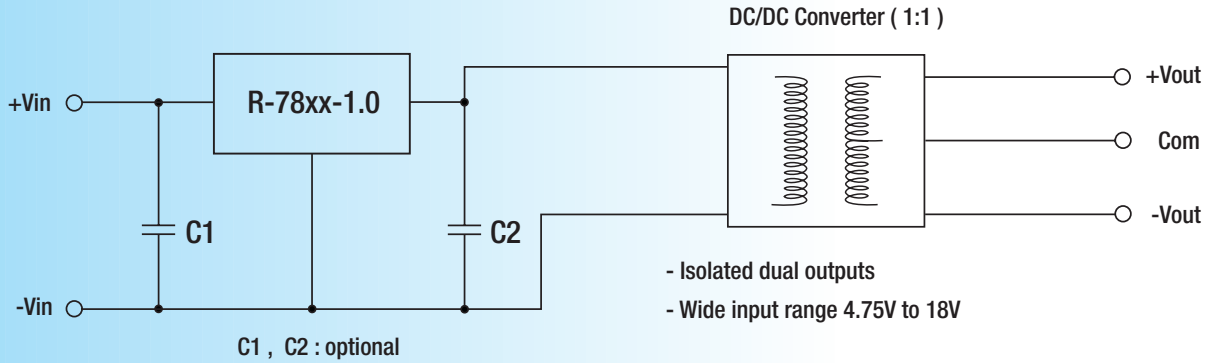 DC/DC Converter ( 1:1 )
+Vin
R-78xx-1.0
+Vout
Com
-Vout
C1
C2
- Isolated dual outputs
- Wide input range 4.75V to 18V
-Vin
C1 , C2 : optional